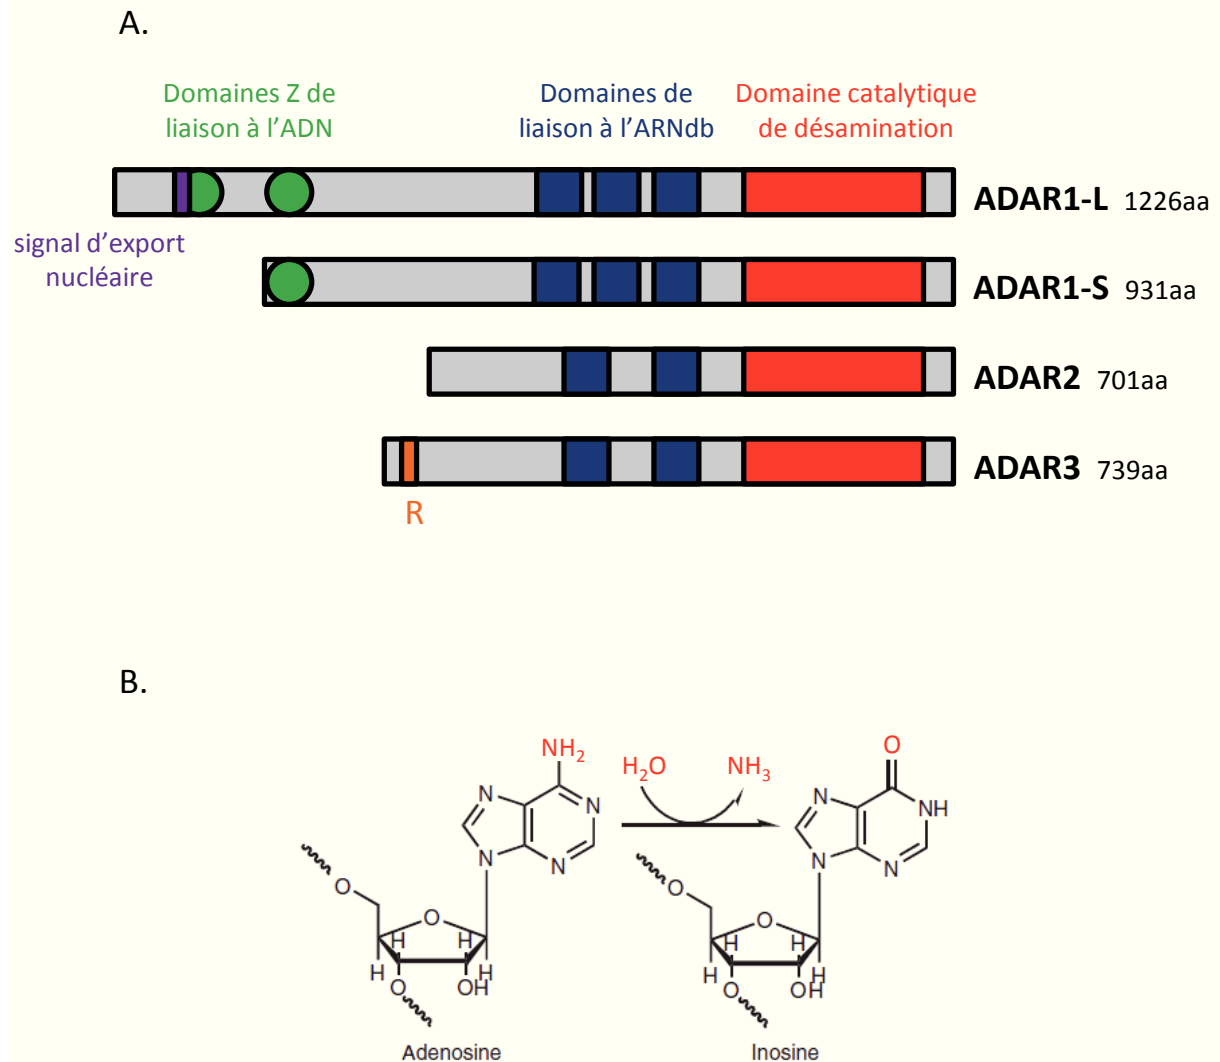 A.
Domaines Z de
liaison à l'ADN
Domaines de
liaison à l'ARNdb
Domaine catalytique
de désamination
ADAR1-L 1226aa
signal d'export
nucléaire
ADAR1-S 931aa
ADAR2 701aa
ADAR3 739aa
R
B.
NH₂
H₂O
NH₃
O
N
N
N
N
N
NH
N
N
O
O
H
H
H
H
O
OH
O
O
H
H
H
H
O
OH
Adenosine
Inosine